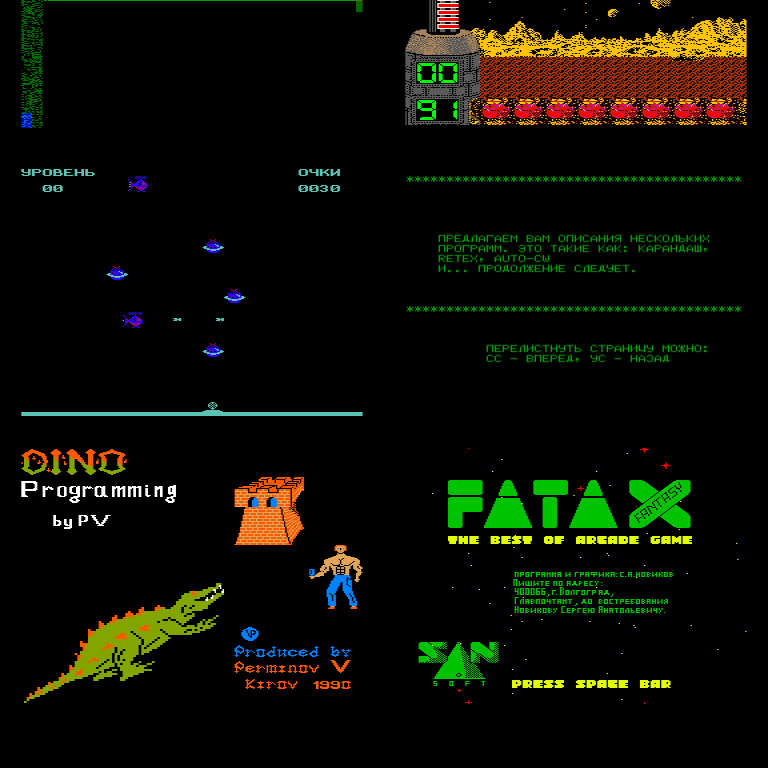 00
91
УРОВЕНЬ ОЧКИ
00 0030
****************************************
ПРЕДЛАГАЕМ ВАМ ОПИСАНИЯ НЕСКОЛЬКИХ
ПРОГРАММ. ЭТО ТАКИЕ КАК: КАРАНДАШ,
RETEX, AUTO-CW
И... ПРОДОЛЖЕНИЕ СЛЕДУЕТ.
****************************************
ПЕРЕЛИСТНУТЬ СТРАНИЦУ МОЖНО:
СС - ВПЕРЕД, УС - НАЗАД
DINO
Programming
by PV
VP
Produced by
Perminov V
Kirov 1990
FATAX
FANTASY
THE BEST OF ARCADE GAME
ПРОГРАММА И ГРАФИКА: С.А.НОВИКОВ
Пишите по адресу:
400066, г. Волгоград,
Главпочтамт, до востребования
Новикову Сергею Анатольевичу.
SAN
SOFT
PRESS SPACE BAR